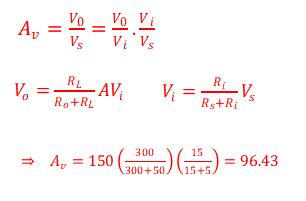 A_v = V_0/V_s = V_0/V_i . V_i/V_s
V_o = R_L/(R_o+R_L) AV_i V_i = R_i/(R_s+R_i) V_s
⇒ A_v = 150 (300/(300+50)) (15/(15+5)) = 96.43